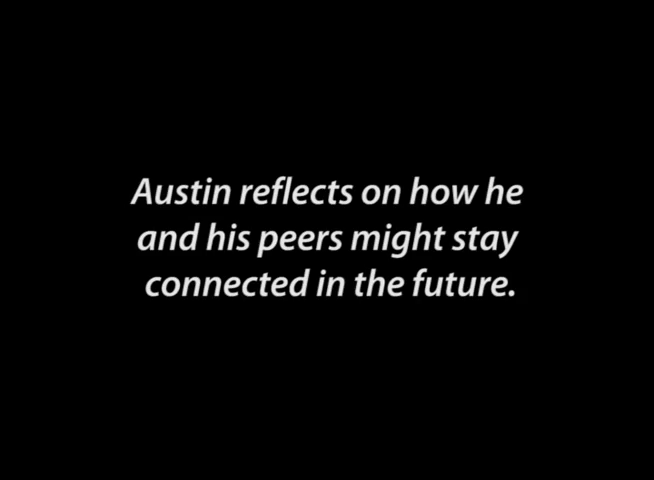 Austin reflects on how he
and his peers might stay
connected in the future.